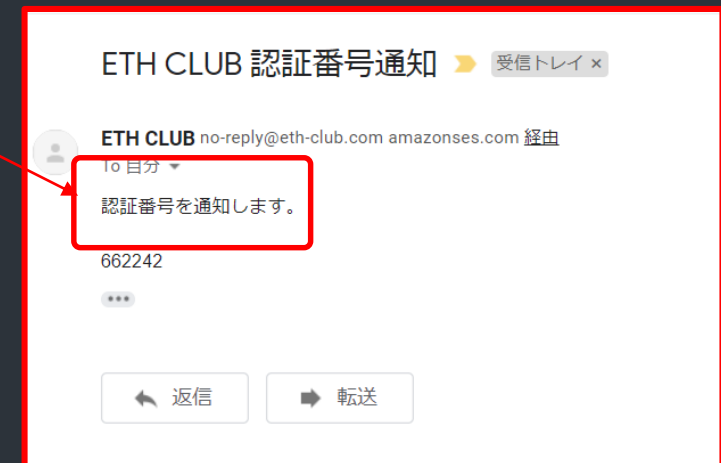 ETH CLUB 認証番号通知 受信トレイ ×
ETH CLUB no-reply@eth-club.com amazonses.com 経由
To 自分
認証番号を通知します。
662242
返信 転送